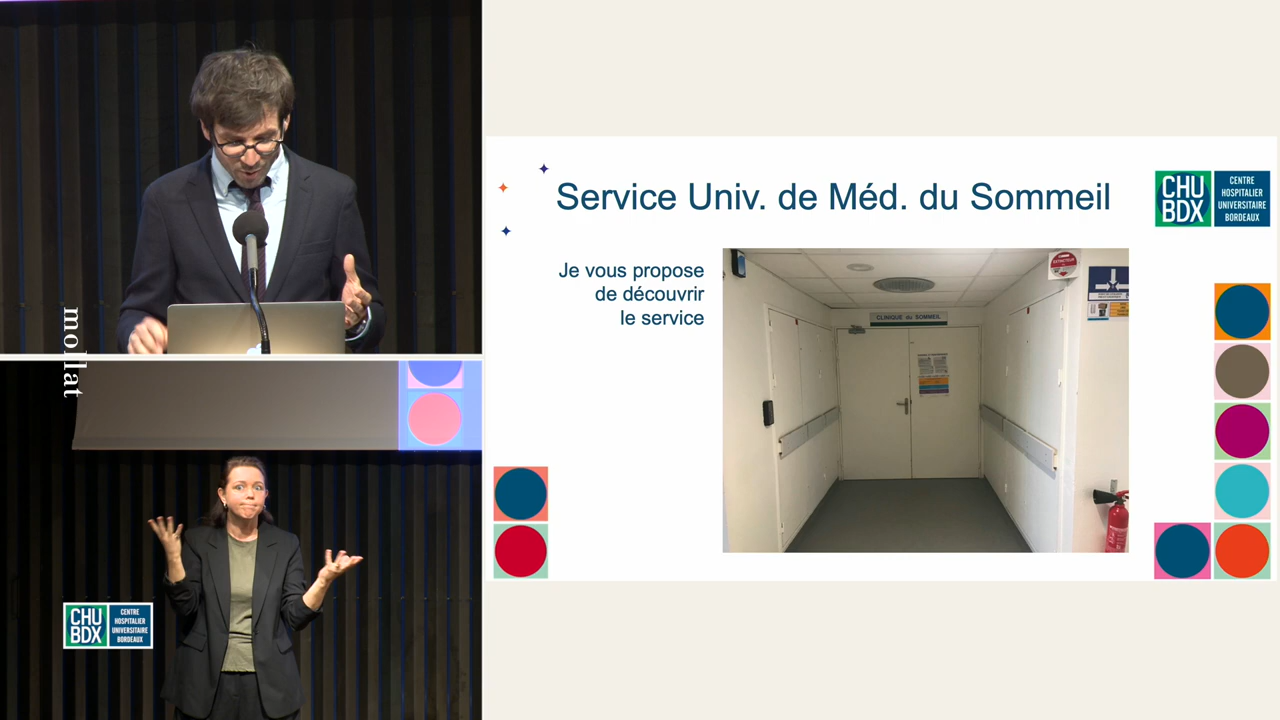 mollat
CHU
BDX
CENTRE
HOSPITALIER
UNIVERSITAIRE
BORDEAUX
Service Univ. de Méd. du Sommeil
Je vous propose
de découvrir
le service
CLINIQUE du SOMMEIL
EXTINCTEUR
CHU
BDX
CENTRE
HOSPITALIER
UNIVERSITAIRE
BORDEAUX